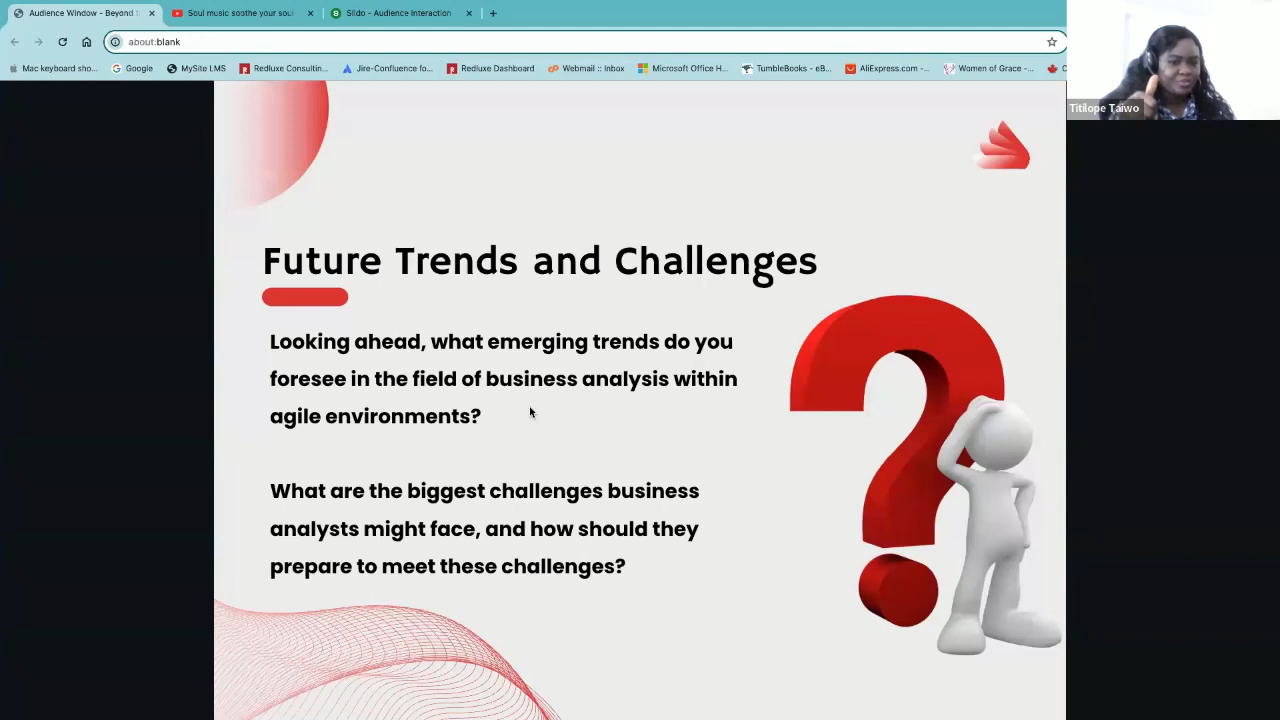 Audience Window - Beyond t
Soul music soothe your soul
Slido - Audience Interaction
about:blank
Mac keyboard sho...
Google
MySite LMS
Redluxe Consultin...
Jire-Confluence fo...
Redluxe Dashboard
Webmail :: Inbox
Microsoft Office H...
TumbleBooks - eB...
AliExpress.com -...
Women of Grace -...
Titilope Taiwo
Future Trends and Challenges
Looking ahead, what emerging trends do you
foresee in the field of business analysis within
agile environments?
What are the biggest challenges business
analysts might face, and how should they
prepare to meet these challenges?